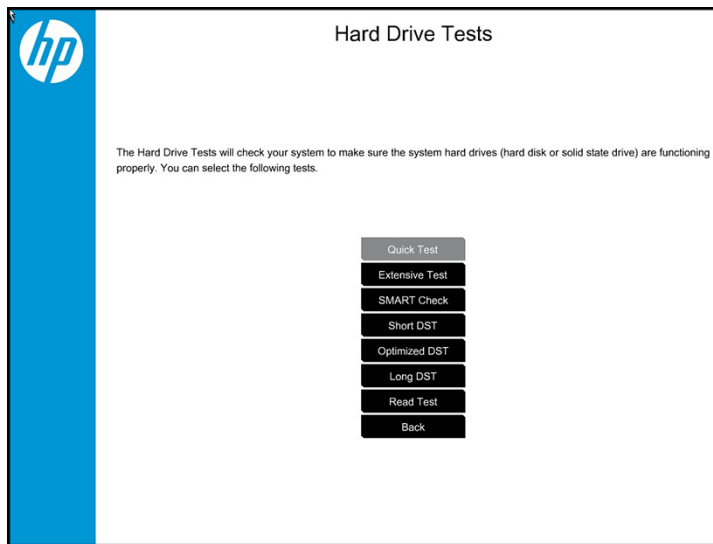 hp
Hard Drive Tests
The Hard Drive Tests will check your system to make sure the system hard drives (hard disk or solid state drive) are functioning
properly. You can select the following tests.
Quick Test
Extensive Test
SMART Check
Short DST
Optimized DST
Long DST
Read Test
Back